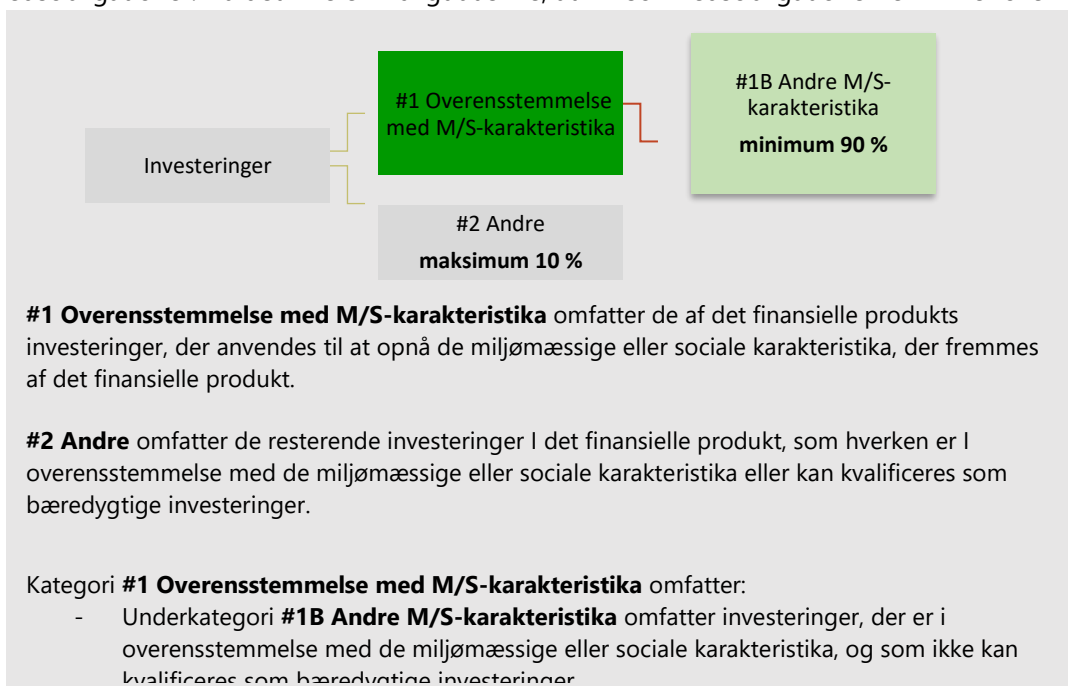 Investeringer
#1 Overensstemmelse
med M/S-karakteristika
#1B Andre M/S-
karakteristika
minimum 90 %
#2 Andre
maksimum 10 %
#1 Overensstemmelse med M/S-karakteristika omfatter de af det finansielle produkts
investeringer, der anvendes til at opnå de miljømæssige eller sociale karakteristika, der fremmes
af det finansielle produkt.
#2 Andre omfatter de resterende investeringer I det finansielle produkt, som hverken er I
overensstemmelse med de miljømæssige eller sociale karakteristika eller kan kvalificeres som
bæredygtige investeringer.
Kategori #1 Overensstemmelse med M/S-karakteristika omfatter:
- Underkategori #1B Andre M/S-karakteristika omfatter investeringer, der er i
overensstemmelse med de miljømæssige eller sociale karakteristika, og som ikke kan
kvalificeres som bæredygtige investeringer